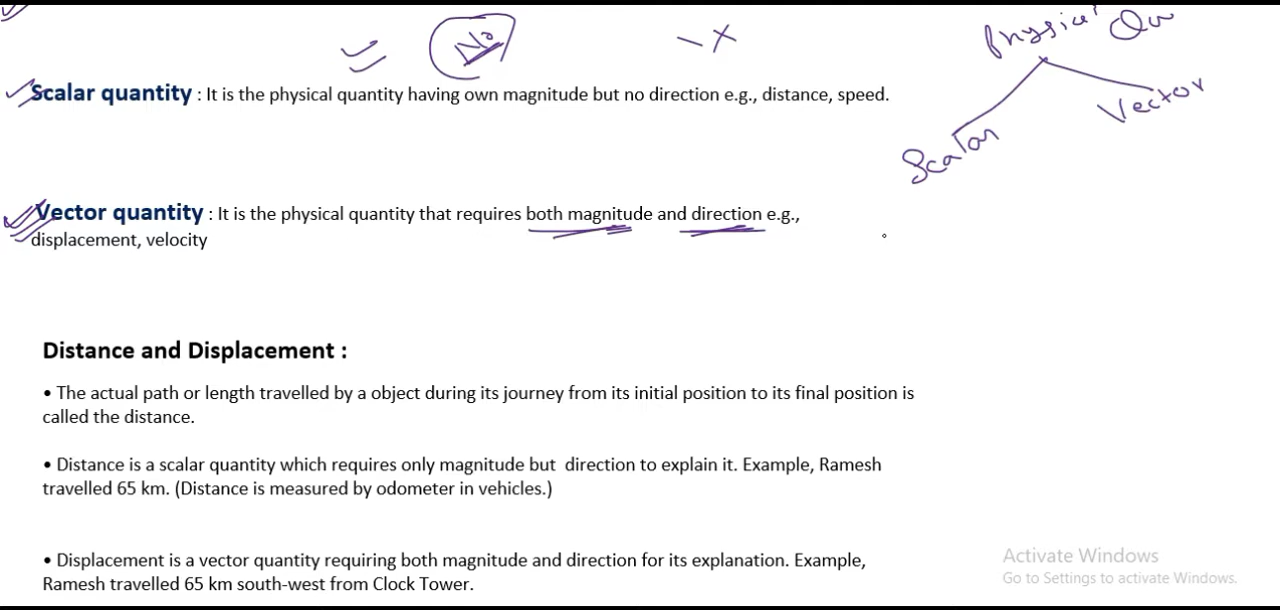 No
Physical Qu
Scalar quantity : It is the physical quantity having own magnitude but no direction e.g., distance, speed.
Vector
Scalar
Vector quantity : It is the physical quantity that requires both magnitude and direction e.g.,
displacement, velocity
Distance and Displacement :
• The actual path or length travelled by a object during its journey from its initial position to its final position is
called the distance.
• Distance is a scalar quantity which requires only magnitude but  direction to explain it. Example, Ramesh
travelled 65 km. (Distance is measured by odometer in vehicles.)
• Displacement is a vector quantity requiring both magnitude and direction for its explanation. Example,
Ramesh travelled 65 km south-west from Clock Tower.
Activate Windows
Go to Settings to activate Windows.